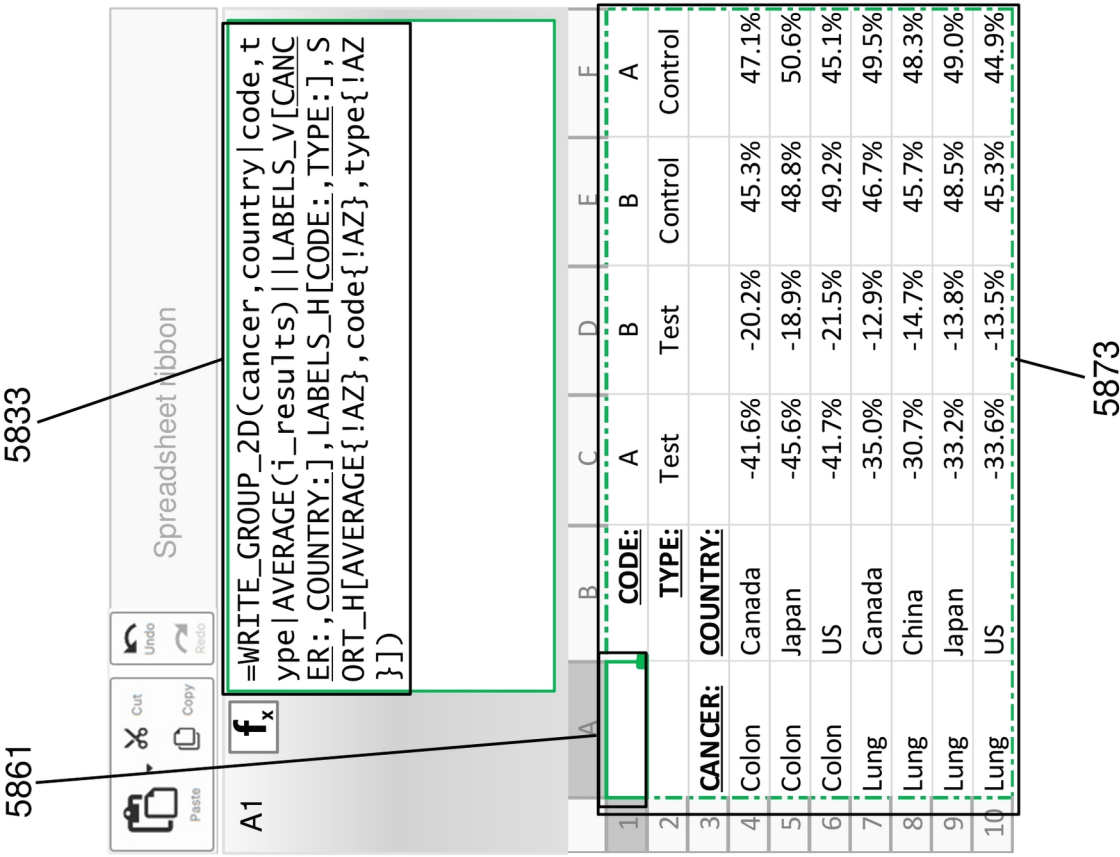 5861
5833
Paste
Cut
Copy
Undo
Redo
Spreadsheet ribbon
A1
fx
=WRITE_GROUP_2D(cancer,country|code,t
ype|AVERAGE(i_results)||LABELS_V[CANC
ER:,COUNTRY:],LABELS_H[CODE:,TYPE:],S
ORT_H[AVERAGE{!AZ},code{!AZ},type{!AZ
}])
A B C D E F
1 CODE: A B B A
2 TYPE: Test Test Control Control
3 CANCER: COUNTRY:
4 Colon Canada -41.6% -20.2% 45.3% 47.1%
5 Colon Japan -45.6% -18.9% 48.8% 50.6%
6 Colon US -41.7% -21.5% 49.2% 45.1%
7 Lung Canada -35.0% -12.9% 46.7% 49.5%
8 Lung China -30.7% -14.7% 45.7% 48.3%
9 Lung Japan -33.2% -13.8% 48.5% 49.0%
10 Lung US -33.6% -13.5% 45.3% 44.9%
5873